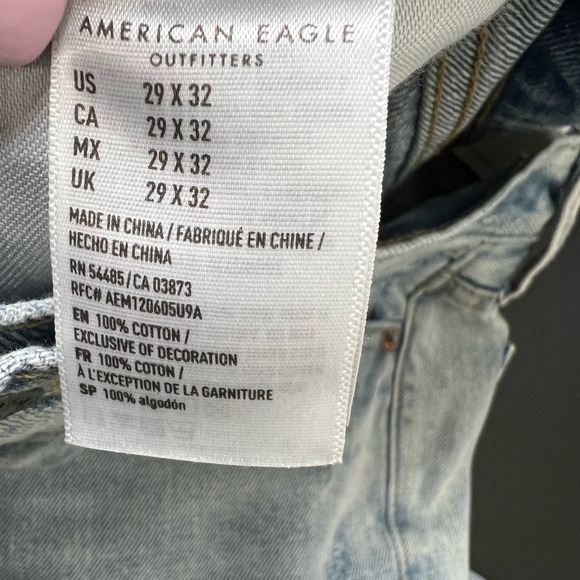 AMERICAN EAGLE
OUTFITTERS
US 29 X 32
CA 29 X 32
MX 29 X 32
UK 29 X 32
MADE IN CHINA / FABRIQUÉ EN CHINE /
HECHO EN CHINA
RN 54485 / CA 03873
RFC# AEM120605U9A
EN 100% COTTON /
EXCLUSIVE OF DECORATION
FR 100% COTON /
À L'EXCEPTION DE LA GARNITURE
SP 100% algodón